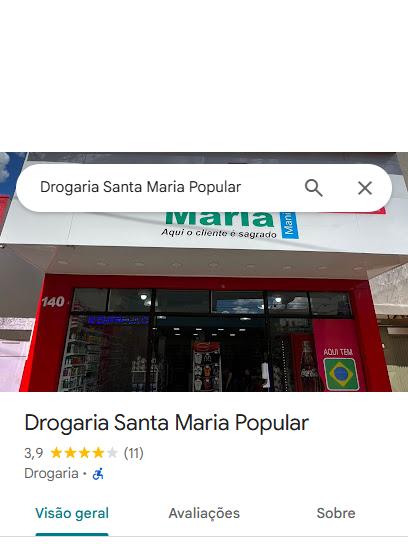 Drogaria Santa Maria Popular
Maria
Aqui o cliente é sagrado
140
AQUI TEM
Drogaria Santa Maria Popular
3,9 (11)
Drogaria ·
Visão geral Avaliações Sobre